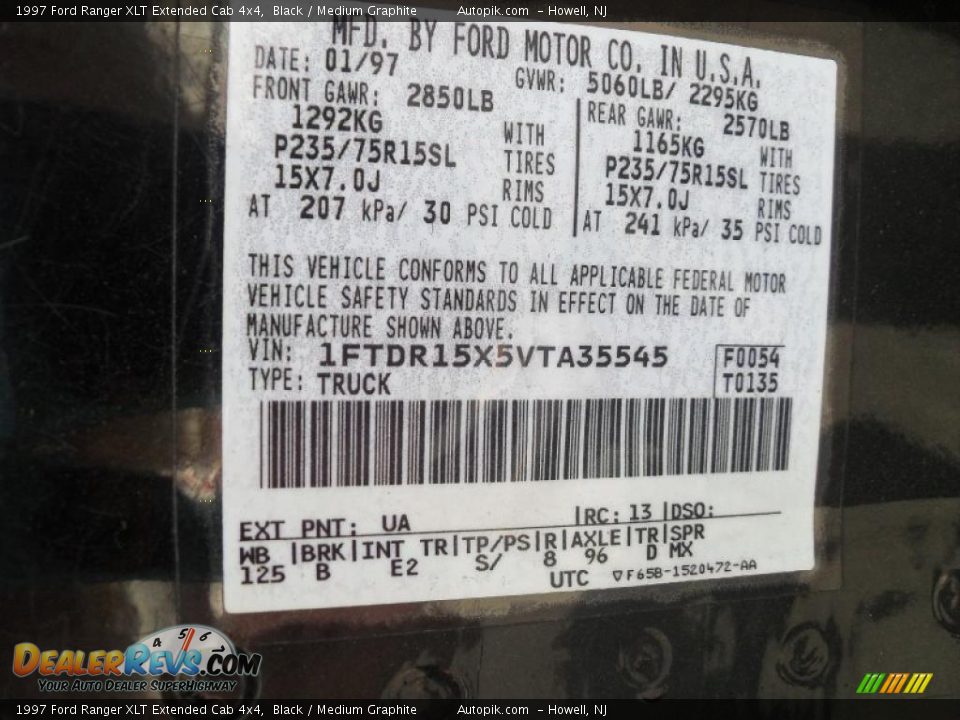 1997 Ford Ranger XLT Extended Cab 4x4, Black / Medium Graphite Autopik.com - Howell, NJ
MFD. BY FORD MOTOR CO. IN U.S.A.
DATE: 01/97 GVWR: 5060LB/ 2295KG
FRONT GAWR: 2850LB
1292KG WITH
P235/75R15SL TIRES
15X7.0J RIMS
AT 207 kPa/ 30 PSI COLD
REAR GAWR: 2570LB
1165KG WITH
P235/75R15SL TIRES
15X7.0J RIMS
AT 241 kPa/ 35 PSI COLD
THIS VEHICLE CONFORMS TO ALL APPLICABLE FEDERAL MOTOR
VEHICLE SAFETY STANDARDS IN EFFECT ON THE DATE OF
MANUFACTURE SHOWN ABOVE.
VIN: 1FTDR15X5VTA35545 F0054
TYPE: TRUCK T0135
EXT PNT: UA |RC: 13 |DSO:
WB |BRK|INT TR|TP/PS|R|AXLE|TR|SPR
125 B E2 S/ 8 96 D MX
UTC ▽F65B-1520472-AA
4 5 6
DEALERREVS.COM
Your Auto Dealer SuperHighway
1997 Ford Ranger XLT Extended Cab 4x4, Black / Medium Graphite Autopik.com - Howell, NJ